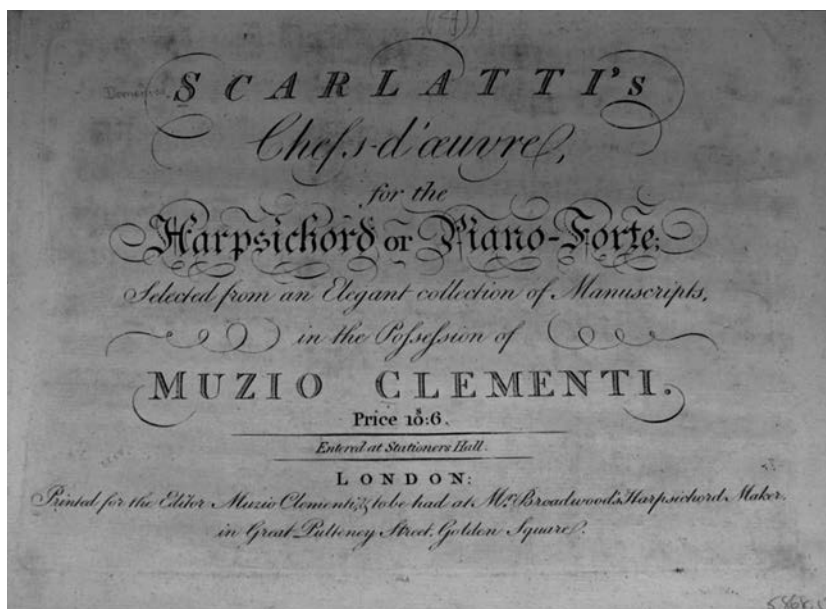 SCARLATTI's
Chefs-d'œuvre,
for the
Harpsichord or Piano-Forte;
Selected from an Elegant collection of Manuscripts,
in the Poſseſsion of
MUZIO CLEMENTI.
Price 10s:6.
Entered at Stationers Hall.
LONDON:
Printed for the Editor Muzio Clementi, & to be had at Mr. Broadwood's Harpsichord Maker.
in Great Pulteney Street. Golden Square.